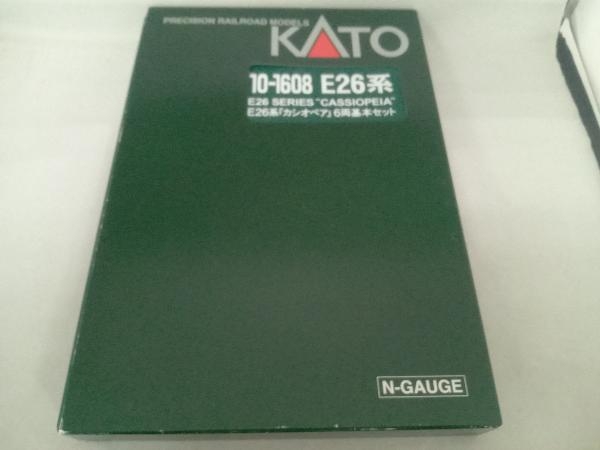 PRECISION RAILROAD MODELS
KATO
10-1608 E26系
E26 SERIES "CASSIOPEIA"
E26系「カシオペア」6両基本セット
N-GAUGE